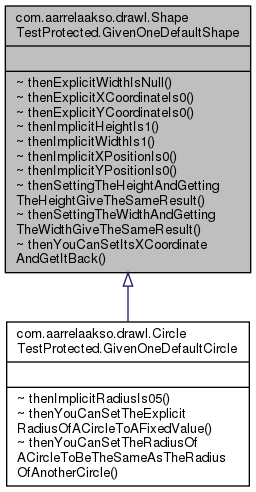 com.aarrelaakso.drawl.Shape
TestProtected.GivenOneDefaultShape
~ thenExplicitWidthIsNull()
~ thenExplicitXCoordinateIs0()
~ thenExplicitYCoordinateIs0()
~ thenImplicitHeightIs1()
~ thenImplicitWidthIs1()
~ thenImplicitXPositionIs0()
~ thenImplicitYPositionIs0()
~ thenSettingTheHeightAndGetting
TheHeightGiveTheSameResult()
~ thenSettingTheWidthAndGetting
TheWidthGiveTheSameResult()
~ thenYouCanSetItsXCoordinate
AndGetItBack()
com.aarrelaakso.drawl.Circle
TestProtected.GivenOneDefaultCircle
~ thenImplicitRadiusIs05()
~ thenYouCanSetTheExplicit
RadiusOfACircleToAFixedValue()
~ thenYouCanSetTheRadiusOf
ACircleToBeTheSameAsTheRadius
OfAnotherCircle()